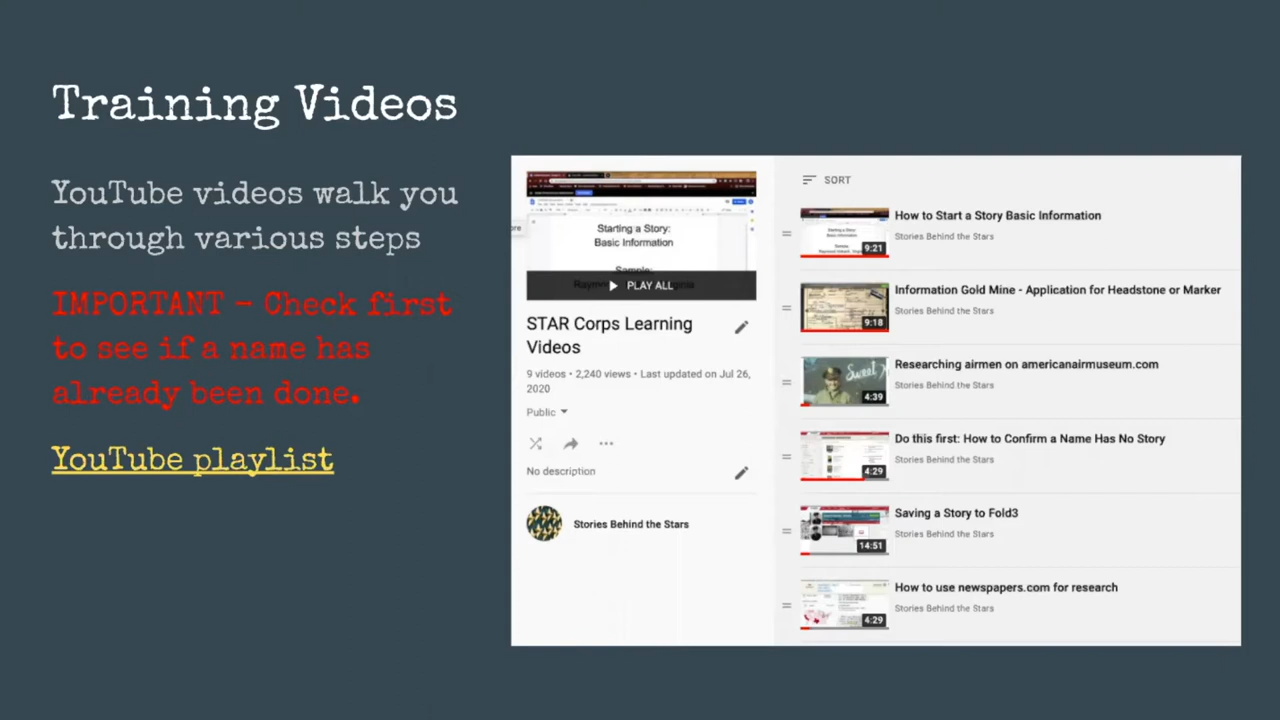 Training Videos
YouTube videos walk you
through various steps
IMPORTANT - Check first
to see if a name has
already been done.
YouTube playlist
Starting a Story:
Basic Information
Sample:
PLAY ALL
STAR Corps Learning
Videos
9 videos • 2,240 views • Last updated on Jul 26,
2020
Public
No description
Stories Behind the Stars
SORT
How to Start a Story Basic Information
Stories Behind the Stars
9:21
Information Gold Mine - Application for Headstone or Marker
Stories Behind the Stars
9:18
Researching airmen on americanairmuseum.com
Stories Behind the Stars
4:39
Do this first: How to Confirm a Name Has No Story
Stories Behind the Stars
4:29
Saving a Story to Fold3
Stories Behind the Stars
14:51
How to use newspapers.com for research
Stories Behind the Stars
4:29